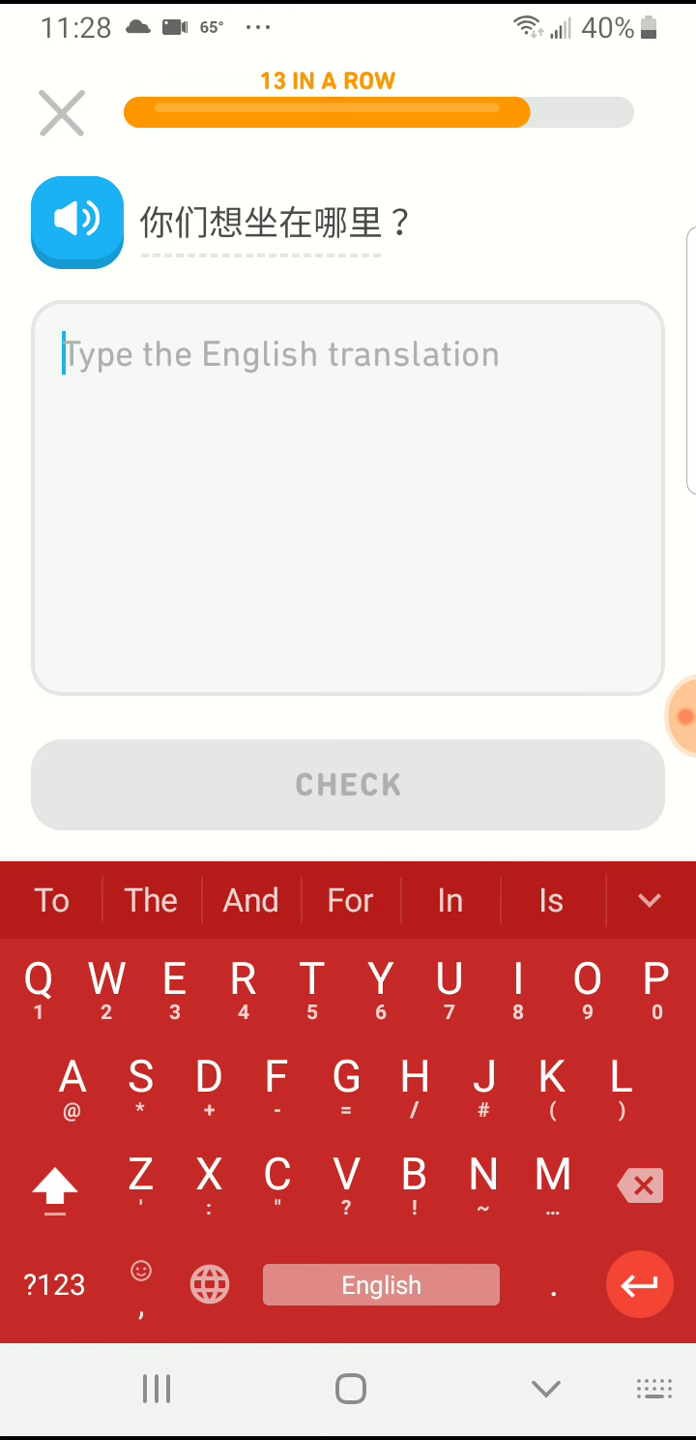 11:28 65° ... 40%
13 IN A ROW
你们想坐在哪里？
Type the English translation
CHECK
To The And For In Is
Q W E R T Y U I O P
1 2 3 4 5 6 7 8 9 0
A S D F G H J K L
@ * + - = / # ( )
Z X C V B N M
' : " ? ! ~ …
?123 , English .